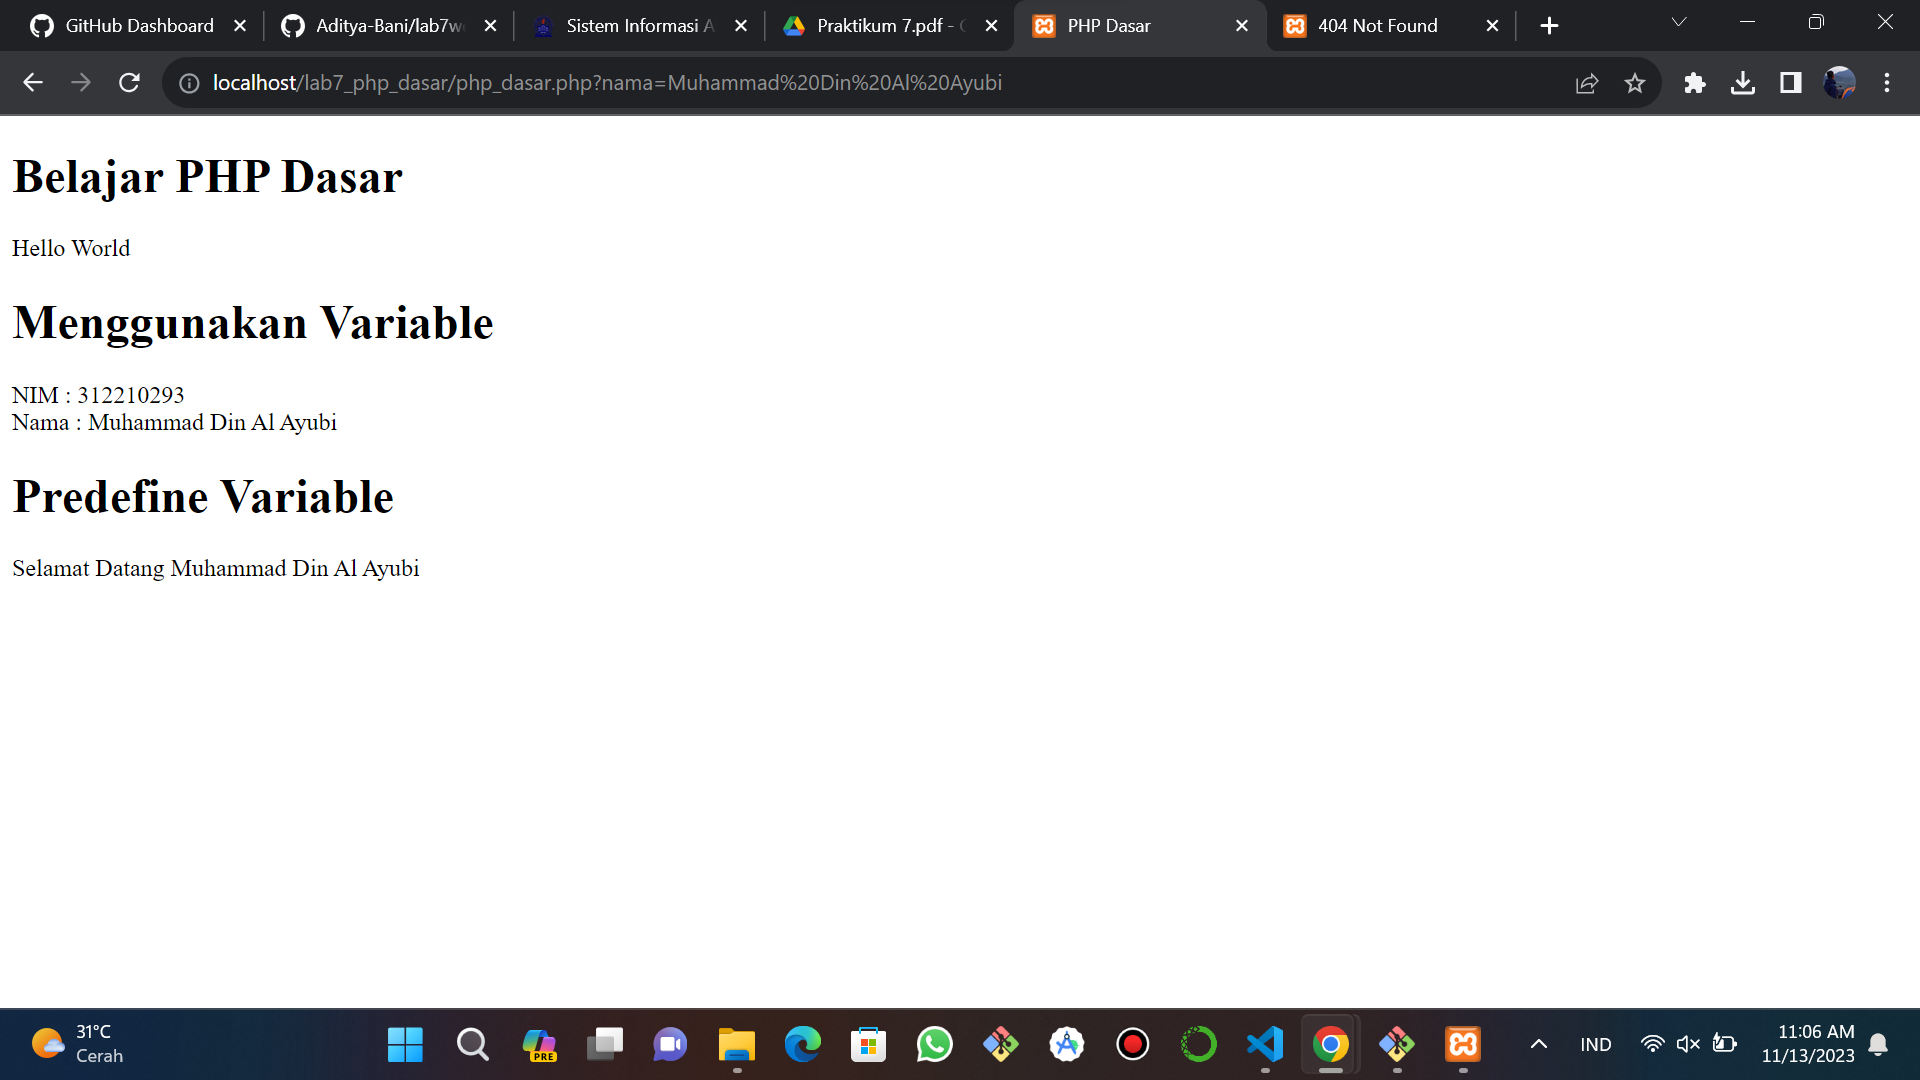 GitHub Dashboard
Aditya-Bani/lab7w
Sistem Informasi A
Praktikum 7.pdf -
PHP Dasar
404 Not Found
localhost/lab7_php_dasar/php_dasar.php?nama=Muhammad%20Din%20Al%20Ayubi
Belajar PHP Dasar
Hello World
Menggunakan Variable
NIM : 312210293
Nama : Muhammad Din Al Ayubi
Predefine Variable
Selamat Datang Muhammad Din Al Ayubi
31°C
Cerah
PRE
IND
11:06 AM
11/13/2023